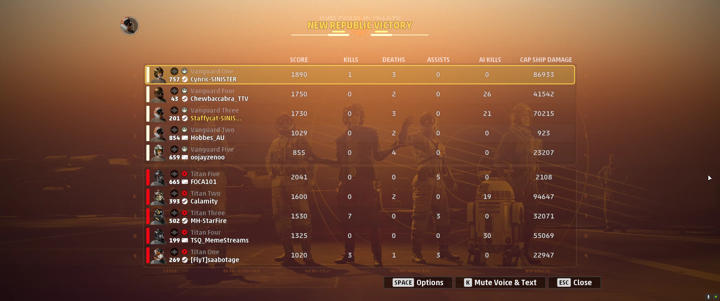 NEW REPUBLIC VICTORY
SCORE KILLS DEATHS ASSISTS AI KILLS CAP SHIP DAMAGE
Vanguard One
757 Cynric-SINISTER 1890 1 3 0 0 86933
Vanguard Four
43 Chewbaccabra_TTV 1750 0 2 0 26 41542
Vanguard Three
201 Staffycat-SINIS... 1730 0 3 0 21 70215
Vanguard Two
854 Hobbes_AU 1029 0 2 0 0 923
Vanguard Five
659 oojayzenoo 855 0 4 0 0 23207
Titan Five
665 FOCA101 2041 0 0 5 0 2108
Titan Two
393 Calamity 1600 0 2 0 19 94647
Titan Three
502 MH-StarFire 1530 7 0 3 0 32071
Titan Four
199 TSQ_MemeStreams 1325 0 0 0 30 55069
Titan One
269 [FlyT]saabotage 1020 3 1 3 0 22947
SPACE Options K Mute Voice & Text ESC Close